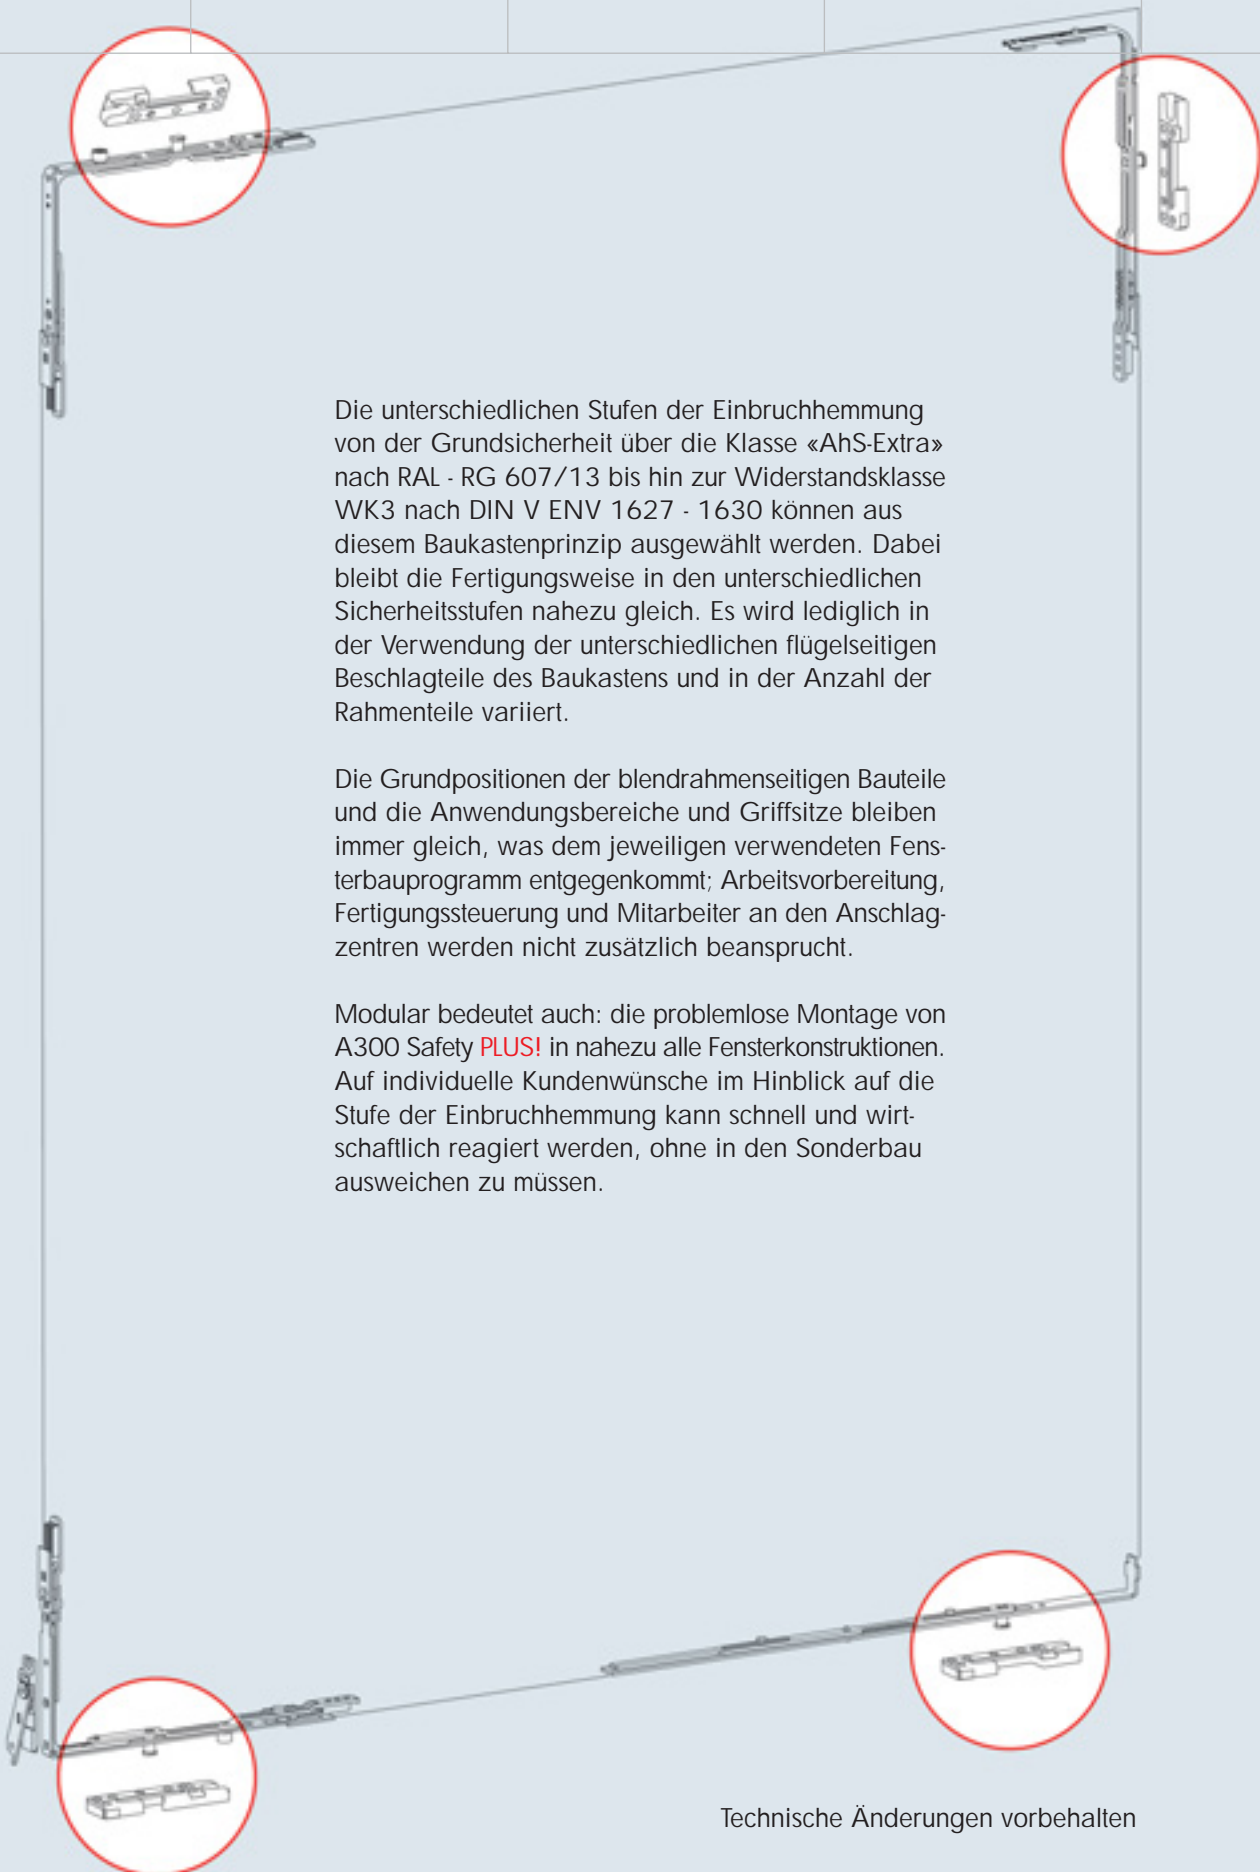 Die unterschiedlichen Stufen der Einbruchhemmung
von der Grundsicherheit über die Klasse «AhS-Extra»
nach RAL - RG 607/13 bis hin zur Widerstandsklasse
WK3 nach DIN V ENV 1627 - 1630 können aus
diesem Baukastenprinzip ausgewählt werden. Dabei
bleibt die Fertigungsweise in den unterschiedlichen
Sicherheitsstufen nahezu gleich. Es wird lediglich in
der Verwendung der unterschiedlichen flügelseitigen
Beschlagteile des Baukastens und in der Anzahl der
Rahmenteile variiert.
Die Grundpositionen der blendrahmenseitigen Bauteile
und die Anwendungsbereiche und Griffsitze bleiben
immer gleich, was dem jeweiligen verwendeten Fens-
terbauprogramm entgegenkommt; Arbeitsvorbereitung,
Fertigungssteuerung und Mitarbeiter an den Anschlag-
zentren werden nicht zusätzlich beansprucht.
Modular bedeutet auch: die problemlose Montage von
A300 Safety PLUS! in nahezu alle Fensterkonstruktionen.
Auf individuelle Kundenwünsche im Hinblick auf die
Stufe der Einbruchhemmung kann schnell und wirt-
schaftlich reagiert werden, ohne in den Sonderbau
ausweichen zu müssen.
Technische Änderungen vorbehalten